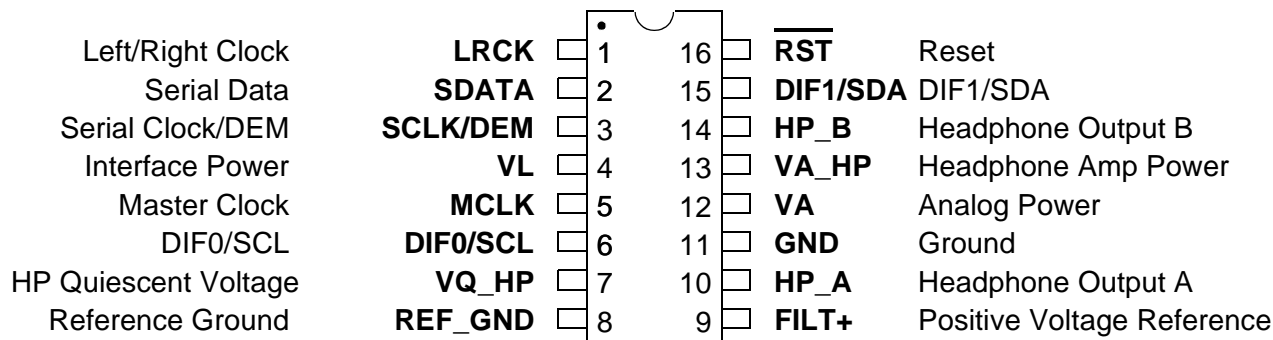 Left/Right Clock LRCK 1 16 RST Reset
Serial Data SDATA 2 15 DIF1/SDA DIF1/SDA
Serial Clock/DEM SCLK/DEM 3 14 HP_B Headphone Output B
Interface Power VL 4 13 VA_HP Headphone Amp Power
Master Clock MCLK 5 12 VA Analog Power
DIF0/SCL DIF0/SCL 6 11 GND Ground
HP Quiescent Voltage VQ_HP 7 10 HP_A Headphone Output A
Reference Ground REF_GND 8 9 FILT+ Positive Voltage Reference